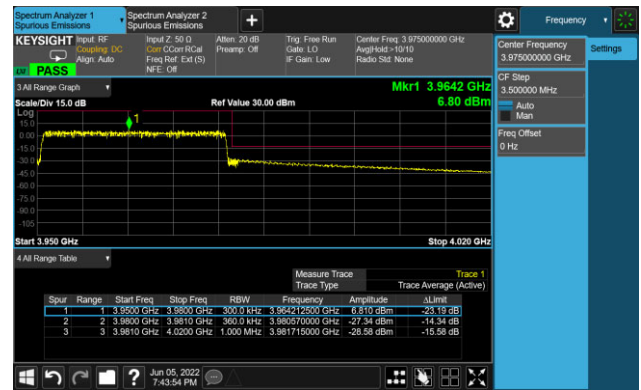 Spectrum Analyzer 1
Spurious Emissions
Spectrum Analyzer 2
Spurious Emissions
Frequency
KEYSIGHT
Input: RF
Coupling: DC
Align: Auto
Input Z: 50 Ω
Corr CCorr RCal
Freq Ref: Ext (S)
NFE: Off
Atten: 20 dB
Preamp: Off
Trig: Free Run
Gate: LO
IF Gain: Low
Center Freq: 3.975000000 GHz
Avg|Hold:>10/10
Radio Std: None
PASS
Center Frequency
3.975000000 GHz
Settings
CF Step
3.500000 MHz
Auto
Man
Freq Offset
0 Hz
3 All Range Graph
Mkr1 3.9642 GHz
Scale/Div 15.0 dB
Ref Value 30.00 dBm
6.80 dBm
Log
1
15.0
0.00
-15.0
-30.0
-45.0
-60.0
-75.0
-90.0
-105
Start 3.950 GHz
Stop 4.020 GHz
4 All Range Table
Measure Trace Trace 1
Trace Type Trace Average (Active)
Spur Range Start Freq Stop Freq RBW Frequency Amplitude ΔLimit
1 1 3.9500 GHz 3.9800 GHz 300.0 kHz 3.964212500 GHz 6.810 dBm -23.19 dB
2 2 3.9800 GHz 3.9810 GHz 360.0 kHz 3.980570000 GHz -27.34 dBm -14.34 dB
3 3 3.9810 GHz 4.0200 GHz 1.000 MHz 3.981715000 GHz -28.58 dBm -15.58 dB
Jun 05, 2022
7:43:54 PM